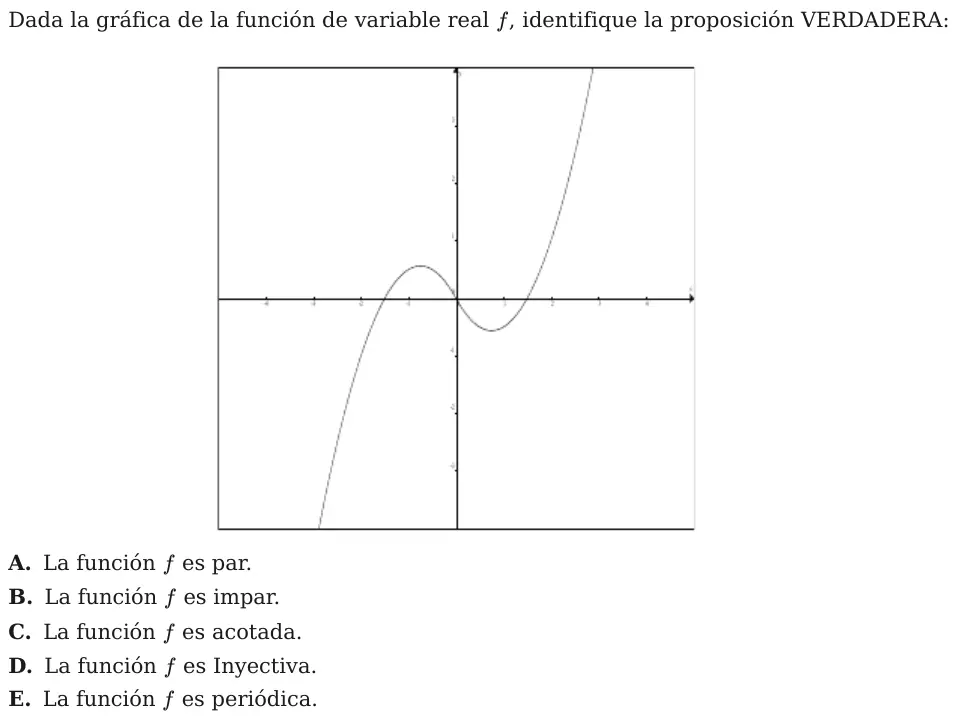 Dada la gráfica de la función de variable real f, identifique la proposición VERDADERA:
A. La función f es par.
B. La función f es impar.
C. La función f es acotada.
D. La función f es Inyectiva.
E. La función f es periódica.